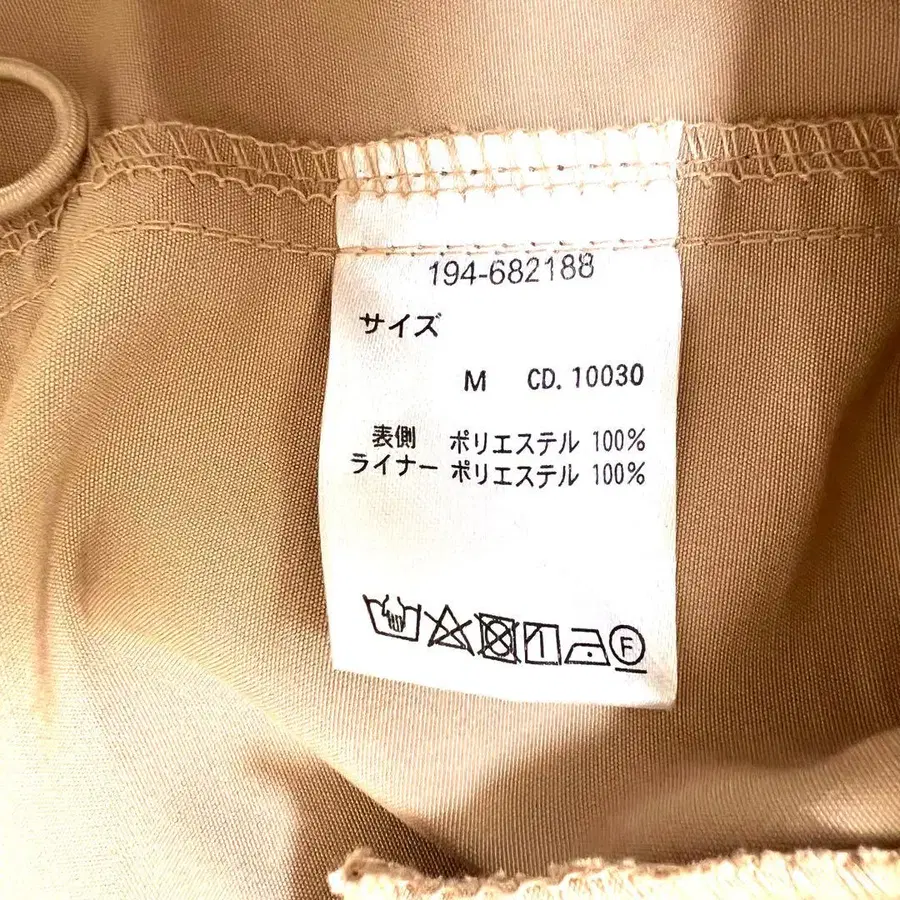 194-682188
サイズ
M CD.10030
表側 ポリエステル 100%
ライナー ポリエステル 100%
F